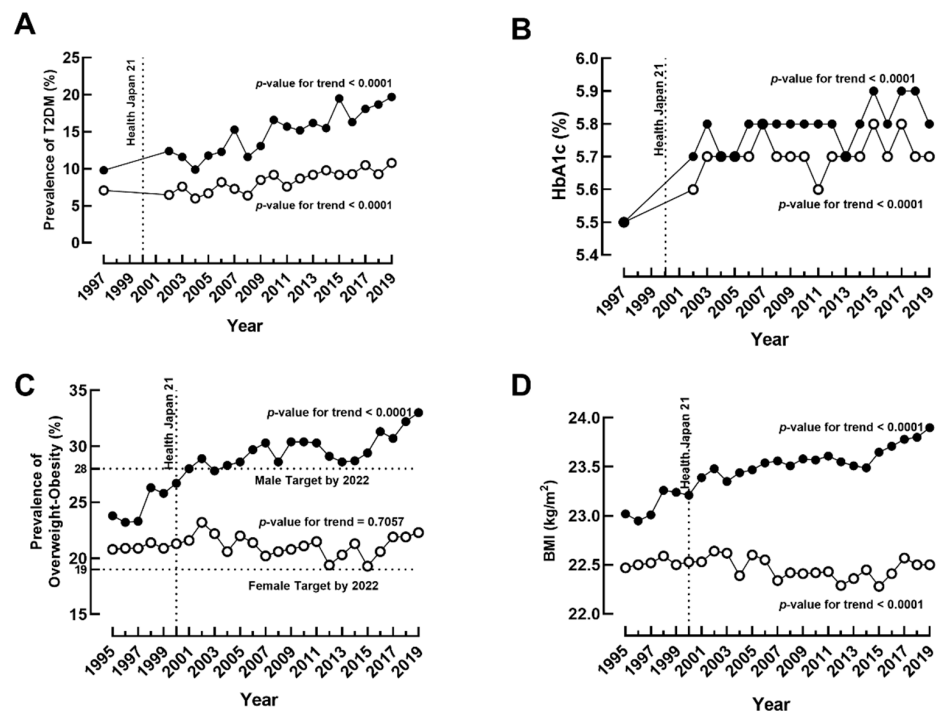 A
Prevalence of T2DM (%)
25
20
15
10
5
0
Health Japan 21
p-value for trend < 0.0001
p-value for trend < 0.0001
1997
1999
2001
2003
2005
2007
2009
2011
2013
2015
2017
2019
Year
B
HbA1c (%)
6.0
5.9
5.8
5.7
5.6
5.5
5.4
Health Japan 21
p-value for trend < 0.0001
p-value for trend < 0.0001
1997
1999
2001
2003
2005
2007
2009
2011
2013
2015
2017
2019
Year
C
Prevalence of
Overweight-Obesity (%)
35
30
28
25
20
19
15
Health Japan 21
p-value for trend < 0.0001
Male Target by 2022
p-value for trend = 0.7057
Female Target by 2022
1995
1997
1999
2001
2003
2005
2007
2009
2011
2013
2015
2017
2019
Year
D
BMI (kg/m²)
24.0
23.5
23.0
22.5
22.0
Health Japan 21
p-value for trend < 0.0001
p-value for trend < 0.0001
1995
1997
1999
2001
2003
2005
2007
2009
2011
2013
2015
2017
2019
Year